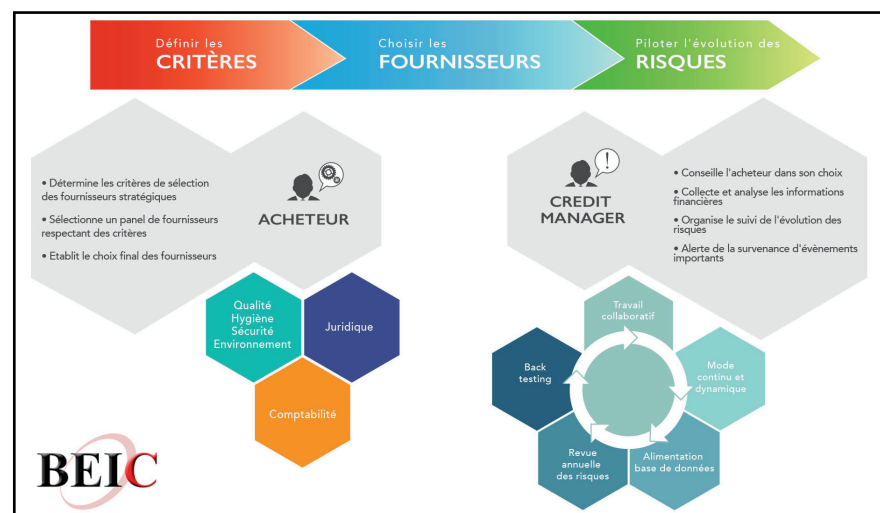 Définir les
CRITÈRES
Choisir les
FOURNISSEURS
Piloter l'évolution des
RISQUES
• Détermine les critères de sélection
des fournisseurs stratégiques
• Sélectionne un panel de fournisseurs
respectant des critères
• Etablit le choix final des fournisseurs
ACHETEUR
!
CREDIT
MANAGER
• Conseille l'acheteur dans son choix
• Collecte et analyse les informations
financières
• Organise le suivi de l'évolution des
risques
• Alerte de la survenance d'évènements
importants
Qualité
Hygiène
Sécurité
Environnement
Juridique
Comptabilité
Travail
collaboratif
Mode
continu et
dynamique
Alimentation
base de données
Revue
annuelle
des risques
Back
testing
BEIC